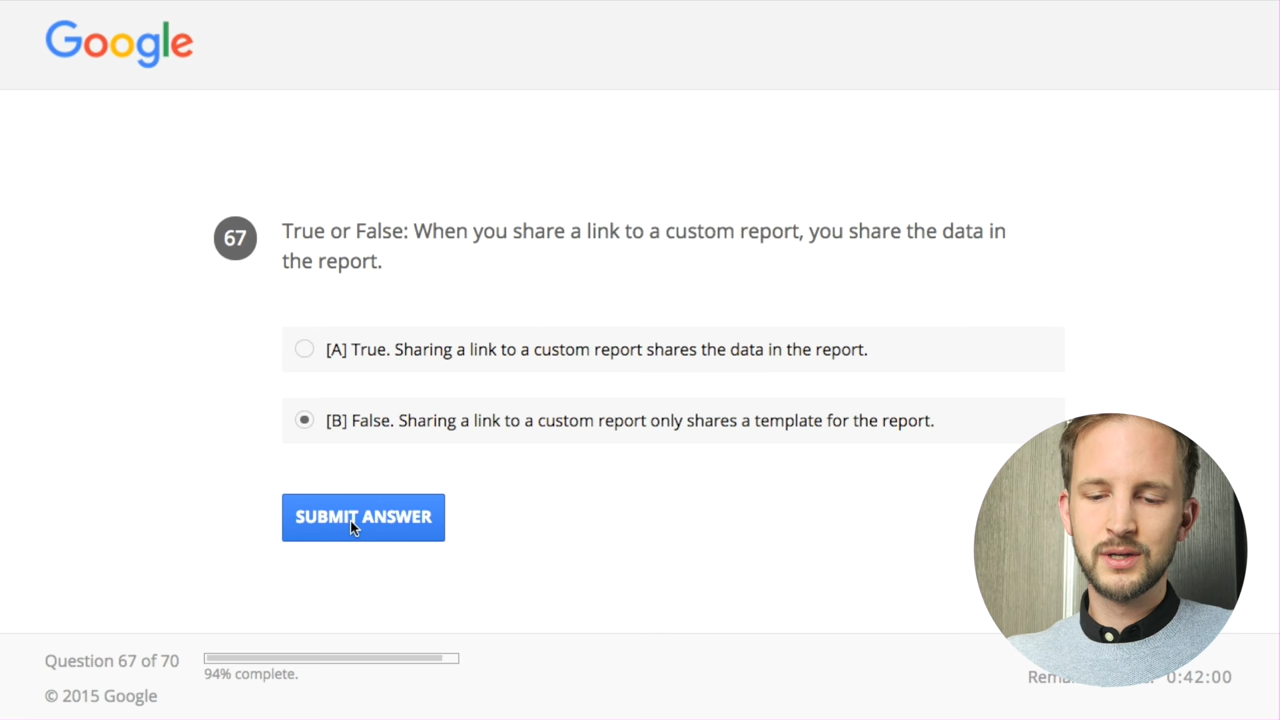 Google
67
True or False: When you share a link to a custom report, you share the data in
the report.
[A] True. Sharing a link to a custom report shares the data in the report.
[B] False. Sharing a link to a custom report only shares a template for the report.
SUBMIT ANSWER
Question 67 of 70
94% complete.
0:42:00
© 2015 Google